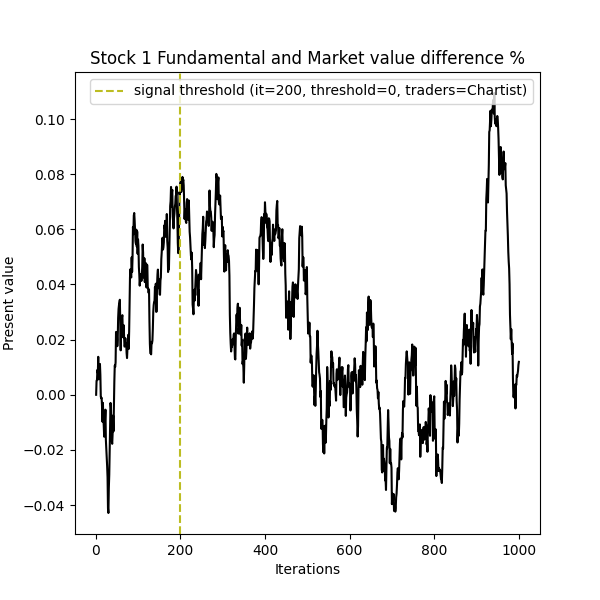 Stock 1 Fundamental and Market value difference %
signal threshold (it=200, threshold=0, traders=Chartist)
Present value
0.10
0.08
0.06
0.04
0.02
0.00
−0.02
−0.04
0 200 400 600 800 1000
Iterations